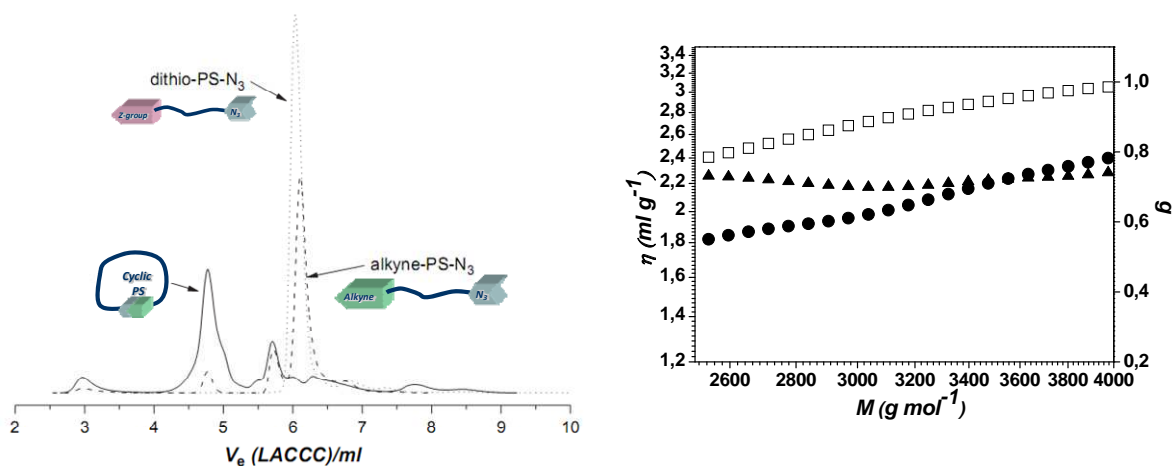 dithio-PS-N3
Z-group
N3
Cyclic
PS
alkyne-PS-N3
Alkyne
N3
2 3 4 5 6 7 8 9 10
Ve (LACCC)/ml
3,4
3,2
3
2,8
2,6
2,4
2,2
2
1,8
1,6
1,4
1,2
η (ml g-1)
1,0
0,8
0,6
0,4
0,2
g
2600 2800 3000 3200 3400 3600 3800 4000
M (g mol-1)